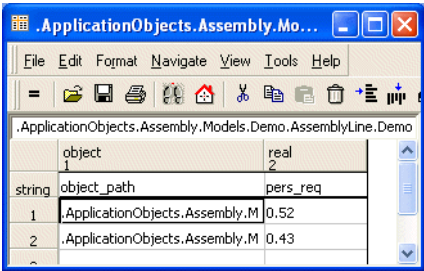 .ApplicationObjects.Assembly.Mo...
File Edit Format Navigate View Tools Help
=
.ApplicationObjects.Assembly.Models.Demo.AssemblyLine.Demo
object real
1 2
string object_path pers_req
1 .ApplicationObjects.Assembly.M 0.52
2 .ApplicationObjects.Assembly.M 0.43